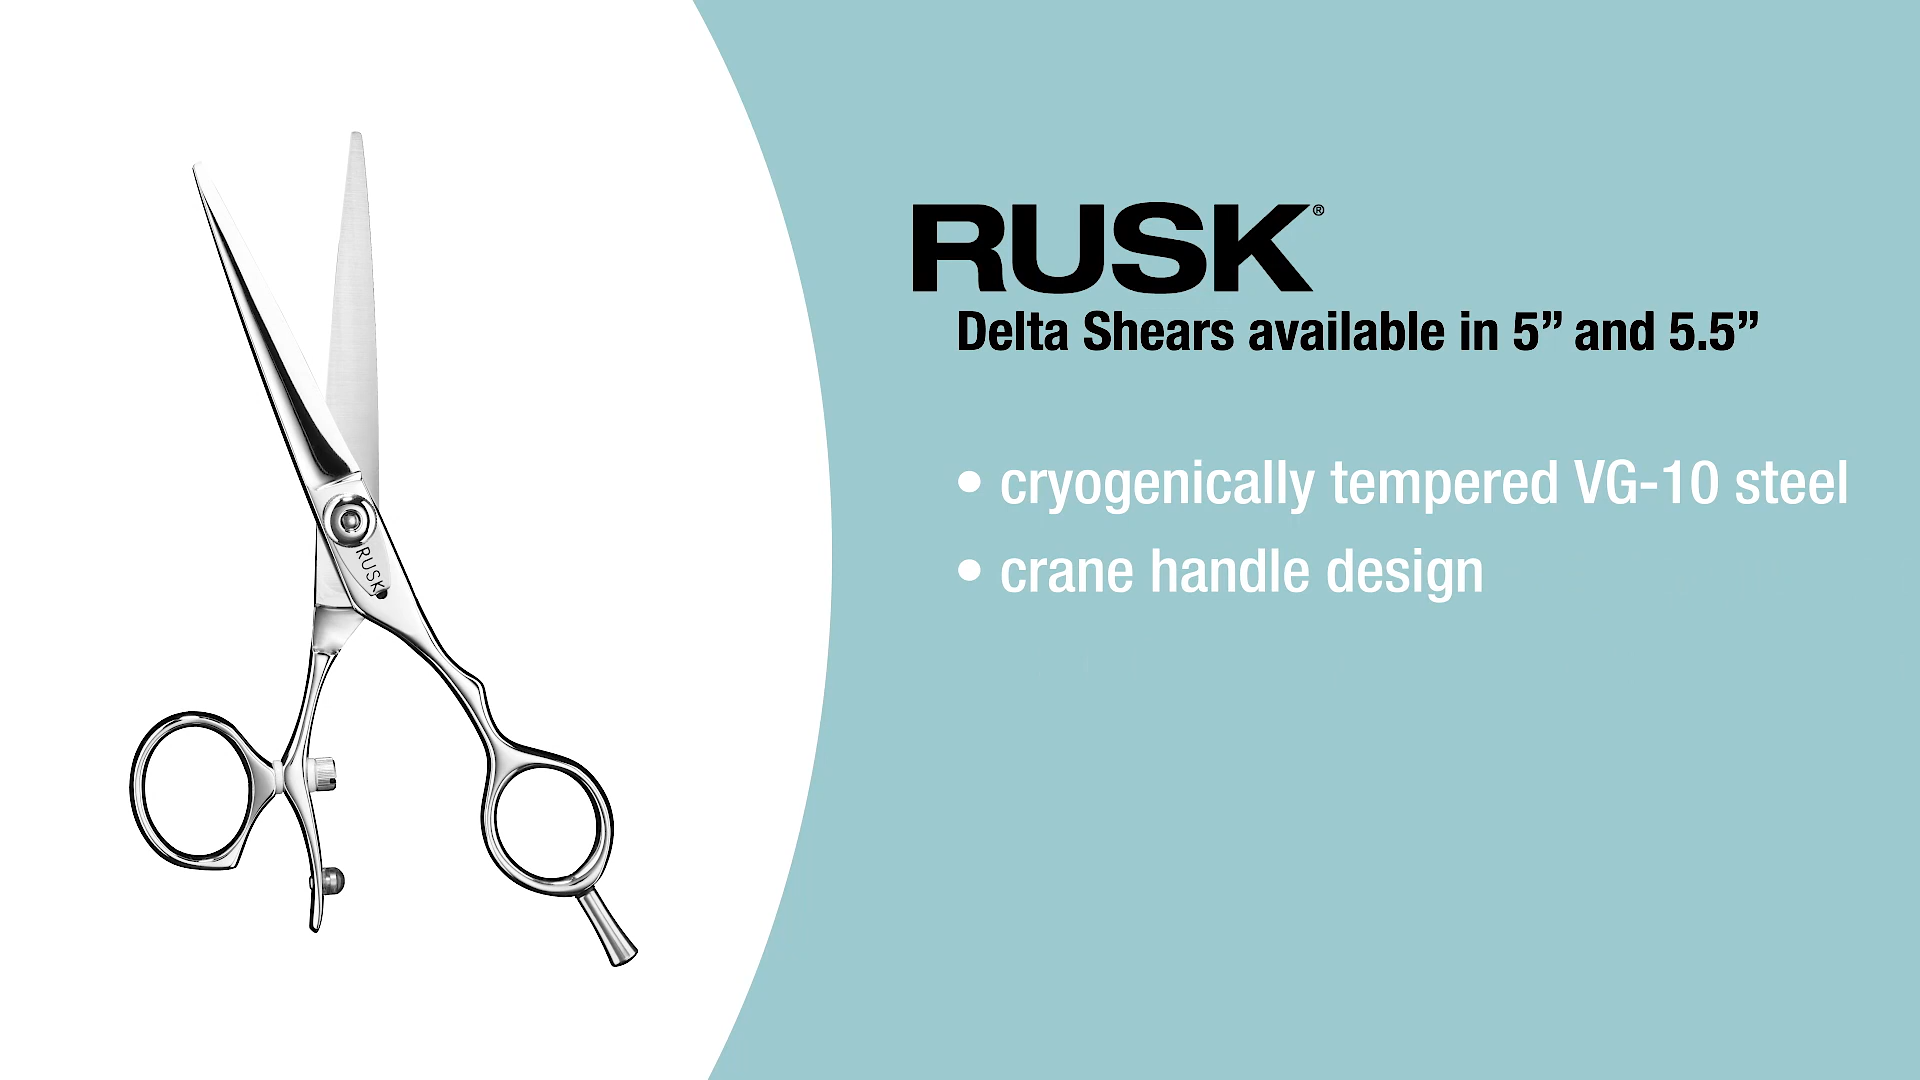 RUSK®
Delta Shears available in 5” and 5.5”
• cryogenically tempered VG-10 steel
• crane handle design
RUSK